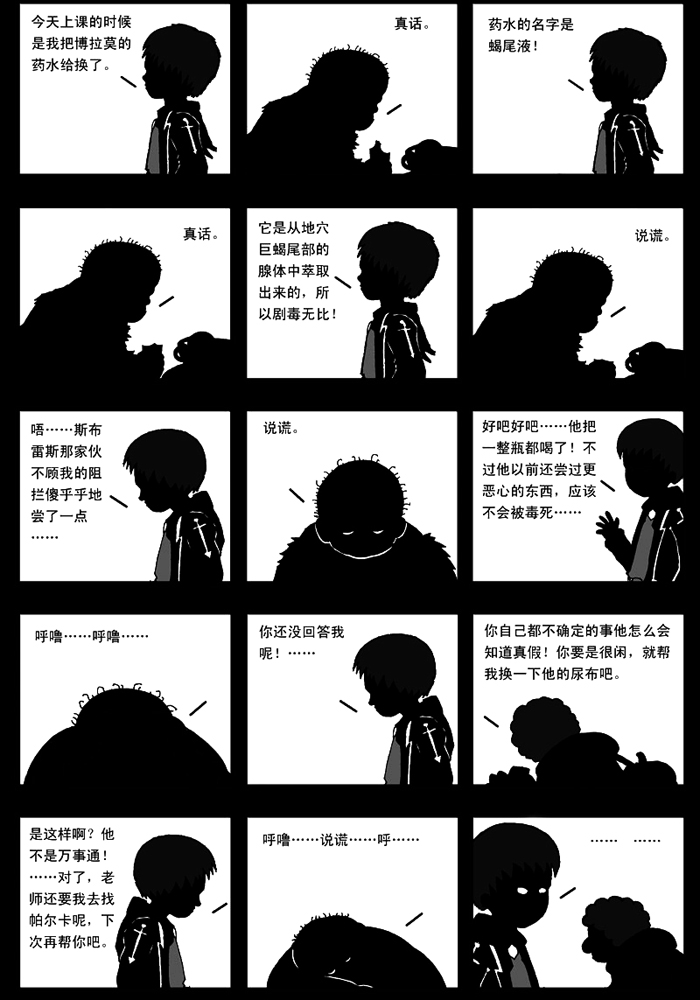 今天上课的时候
是我把博拉莫的
药水给换了。
真话。
药水的名字是
蝎尾液！
真话。
它是从地穴
巨蝎尾部的
腺体中萃取
出来的，所
以剧毒无比！
说谎。
唔……斯布
雷斯那家伙
不顾我的阻
拦傻乎乎地
尝了一点
……
说谎。
好吧好吧……他把
一整瓶都喝了！不
过他以前还尝过更
恶心的东西，应该
不会被毒死……
呼噜……呼噜……
你还没回答我
呢！……
你自己都不确定的事他怎么会
知道真假！你要是很闲，就帮
我换一下他的尿布吧。
是这样啊？他
不是万事通！
……对了，老
师还要我去找
帕尔卡呢，下
次再帮你吧。
呼噜……说谎……呼……
…… ……